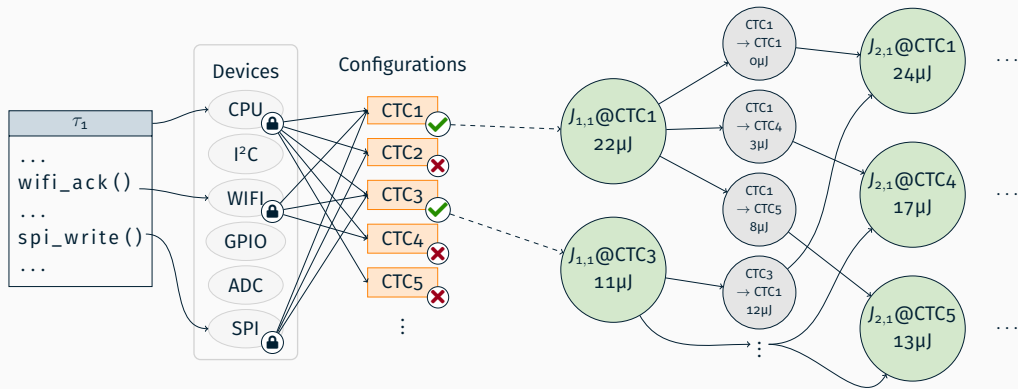 τ₁
...
wifi_ack()
...
spi_write()
...
Devices
CPU
I²C
WIFI
GPIO
ADC
SPI
Configurations
CTC1
CTC2
CTC3
CTC4
CTC5
⋮
J₁,₁@CTC1
22µJ
J₁,₁@CTC3
11µJ
CTC1
→ CTC1
0µJ
CTC1
→ CTC4
3µJ
CTC1
→ CTC5
8µJ
CTC3
→ CTC1
12µJ
⋮
J₂,₁@CTC1
24µJ
J₂,₁@CTC4
17µJ
J₂,₁@CTC5
13µJ
...
...
...